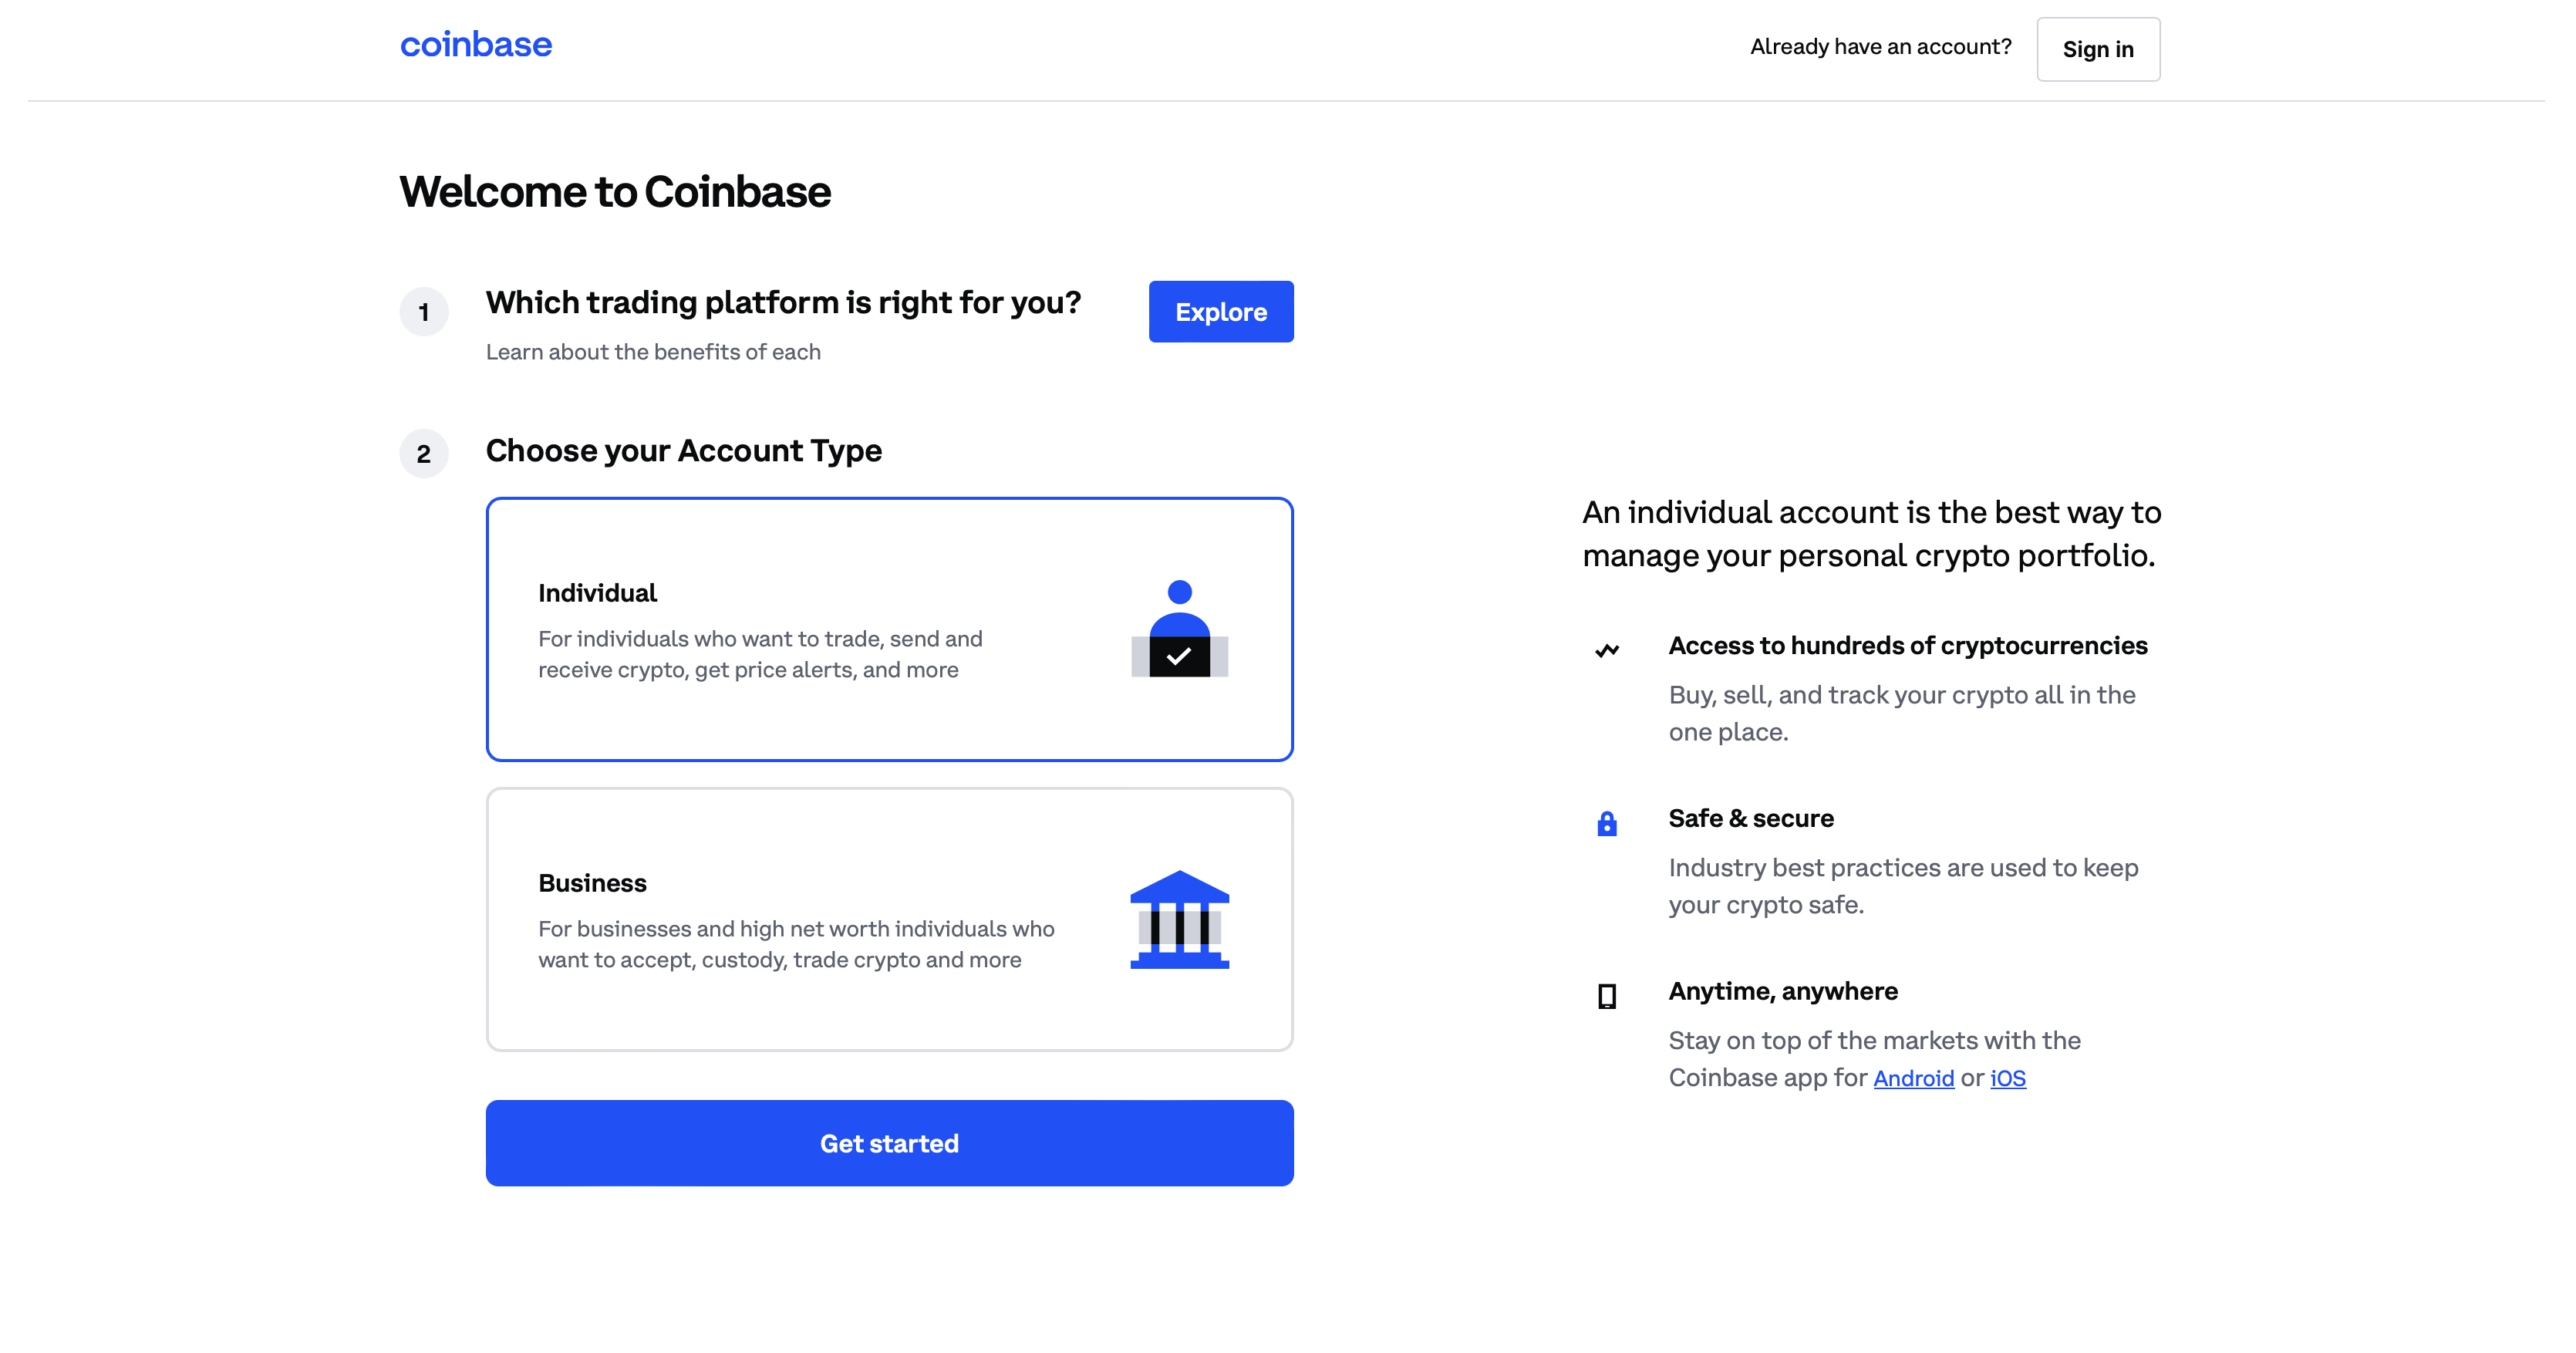 coinbase
Already have an account?
Sign in
Welcome to Coinbase
1
Which trading platform is right for you?
Explore
Learn about the benefits of each
2
Choose your Account Type
Individual
For individuals who want to trade, send and
receive crypto, get price alerts, and more
Business
For businesses and high net worth individuals who
want to accept, custody, trade crypto and more
Get started
An individual account is the best way to
manage your personal crypto portfolio.
Access to hundreds of cryptocurrencies
Buy, sell, and track your crypto all in the
one place.
Safe & secure
Industry best practices are used to keep
your crypto safe.
Anytime, anywhere
Stay on top of the markets with the
Coinbase app for Android or iOS